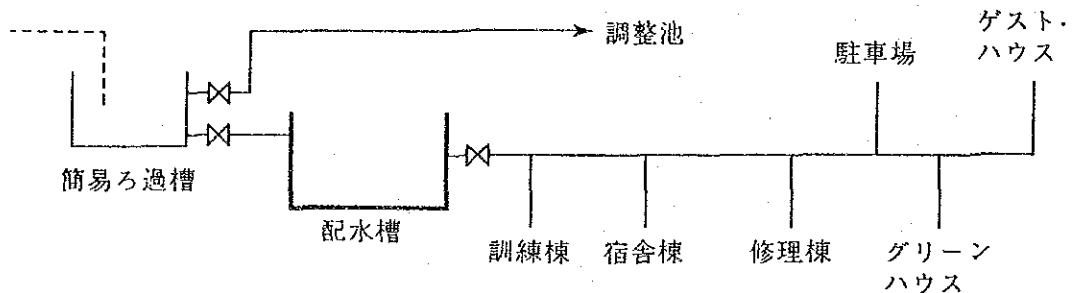 ゲスト・
ハウス
調整池
駐車場
簡易ろ過槽
配水槽
訓練棟
宿舎棟
修理棟
グリーン
ハウス